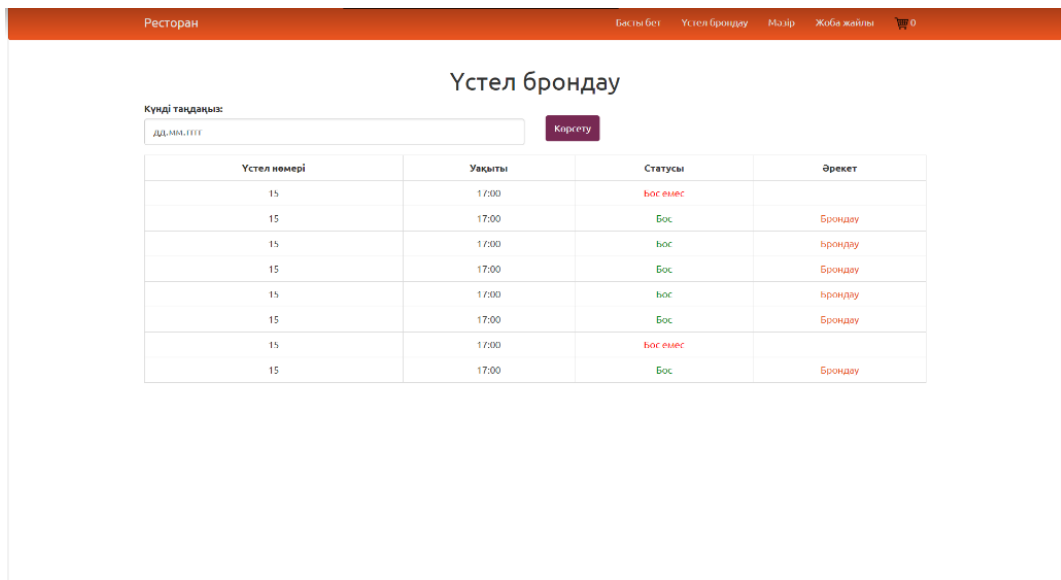 Ресторан Басты бет Үстел брондау Мәзір Жоба жайлы 0
Үстел брондау
Күнді таңдаңыз:
дд.мм.гггг Көрсету
Үстел нөмері Уақыты Статусы Әрекет
15 17:00 Бос емес
15 17:00 Бос Брондау
15 17:00 Бос Брондау
15 17:00 Бос Брондау
15 17:00 Бос Брондау
15 17:00 Бос Брондау
15 17:00 Бос емес
15 17:00 Бос Брондау